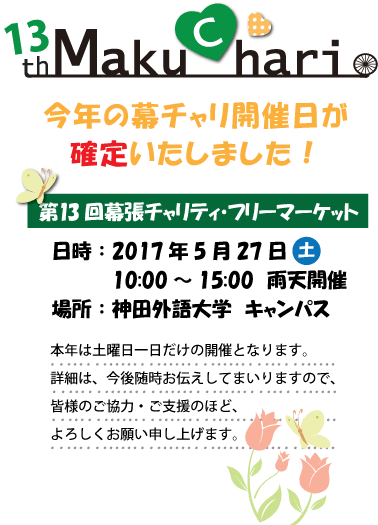 13th Maku Chari
今年の幕チャリ開催日が
確定いたしました！
第13回幕張チャリティ・フリーマーケット
日時：2017年5月27日 土
10:00～15:00 雨天開催
場所：神田外語大学 キャンパス
本年は土曜日一日だけの開催となります。
詳細は、今後随時お伝えしてまいりますので、
皆様のご協力・ご支援のほど、
よろしくお願い申し上げます。